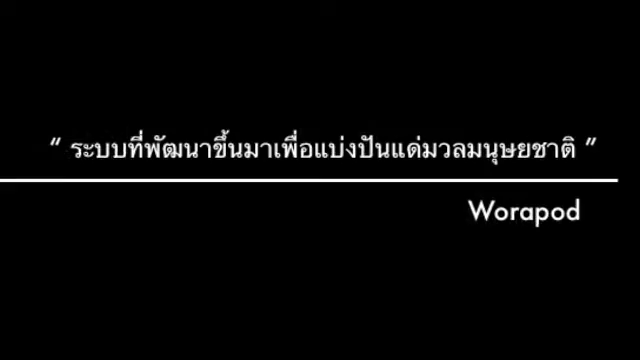 “ ระบบที่พัฒนาขึ้นมาเพื่อแบ่งปันแด่มวลมนุษยชาติ ”
Worapod